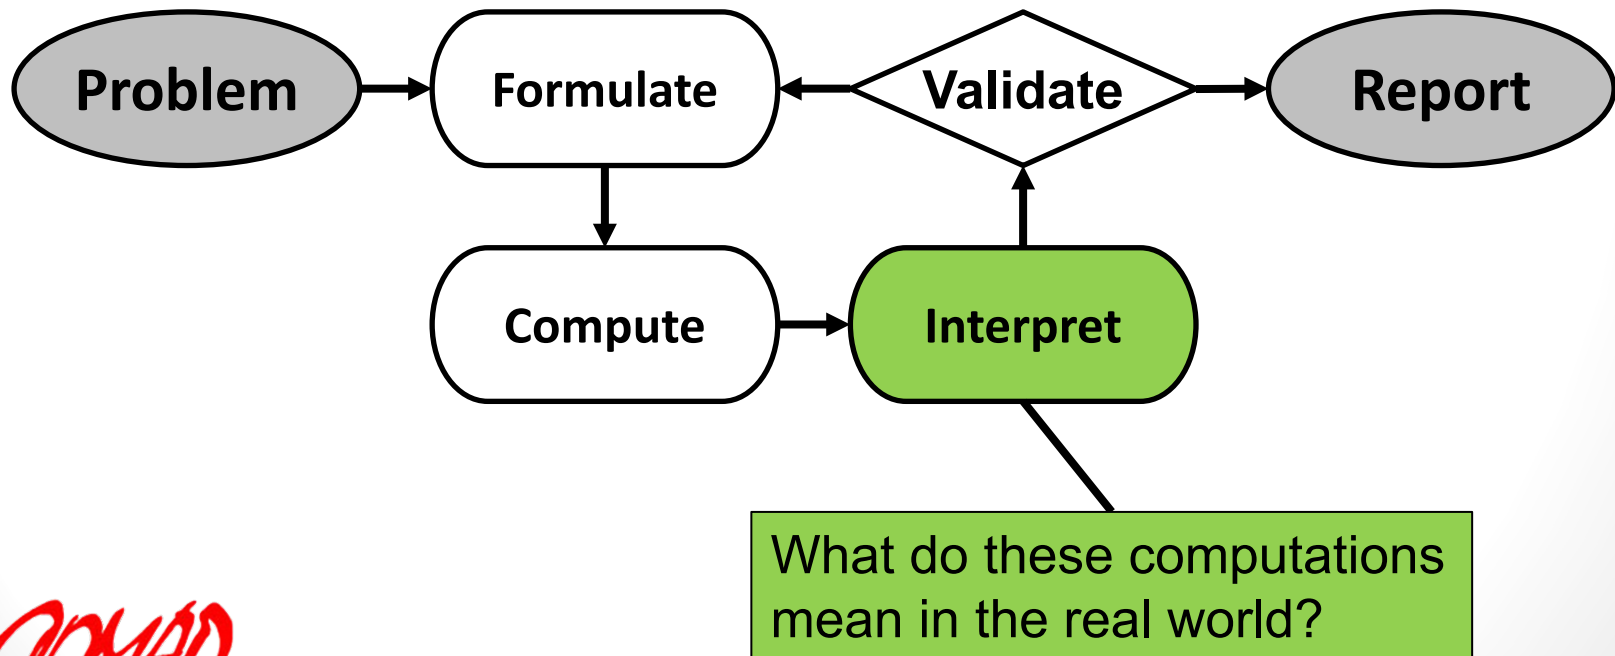 Problem
Formulate
Validate
Report
Compute
Interpret
What do these computations
mean in the real world?